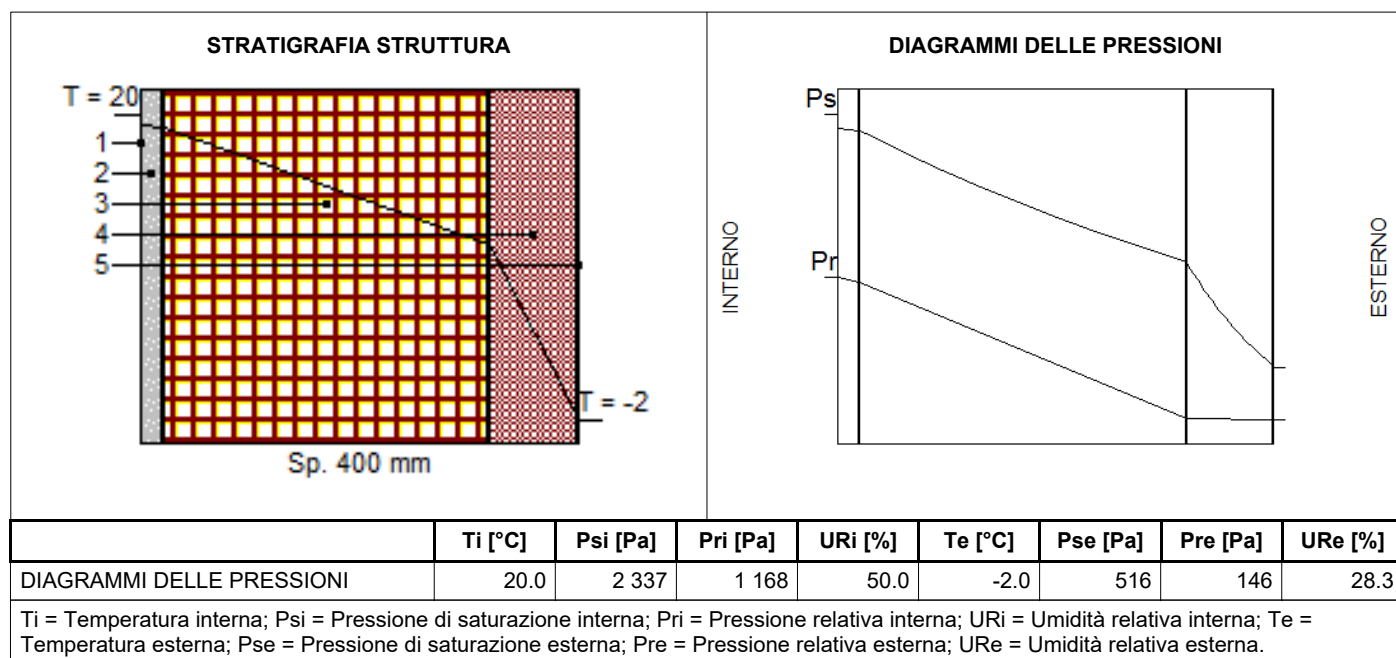 STRATIGRAFIA STRUTTURA
T = 20
1
2
3
4
5
T = -2
Sp. 400 mm
DIAGRAMMI DELLE PRESSIONI
Ps
Pr
INTERNO
ESTERNO
Ti [°C] Psi [Pa] Pri [Pa] URi [%] Te [°C] Pse [Pa] Pre [Pa] URe [%]
DIAGRAMMI DELLE PRESSIONI 20.0 2 337 1 168 50.0 -2.0 516 146 28.3
Ti = Temperatura interna; Psi = Pressione di saturazione interna; Pri = Pressione relativa interna; URi = Umidità relativa interna; Te =
Temperatura esterna; Pse = Pressione di saturazione esterna; Pre = Pressione relativa esterna; URe = Umidità relativa esterna.